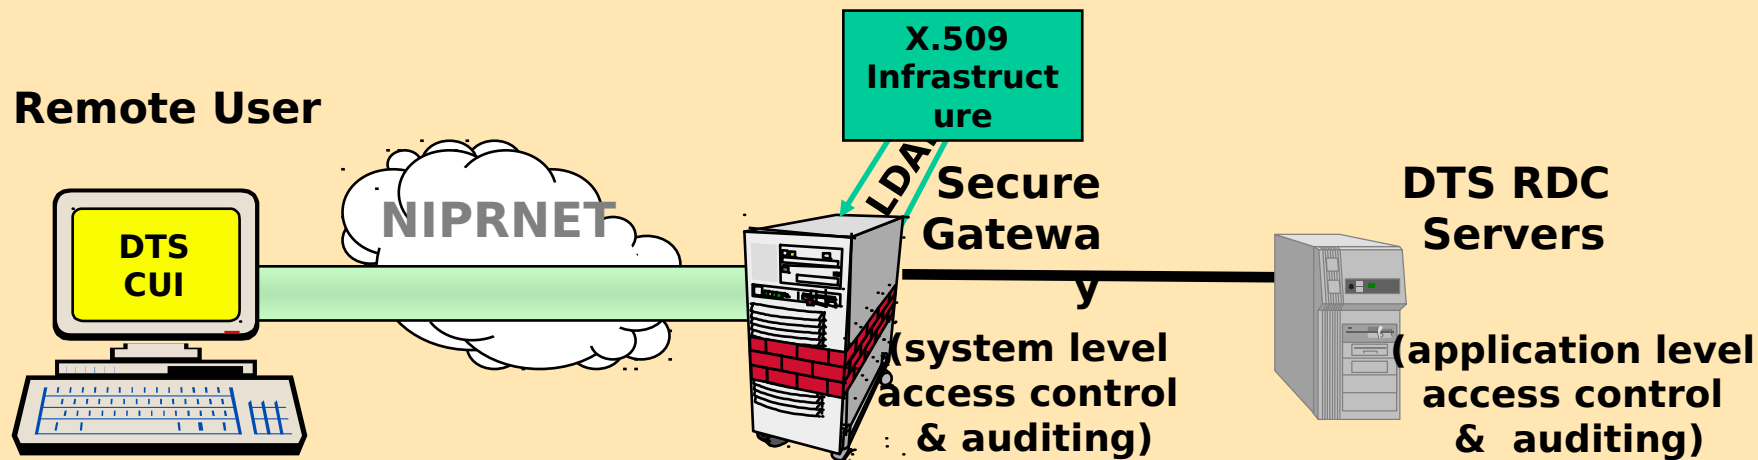 Remote User
DTS
CUI
NIPRNET
X.509
Infrastruct
ure
Secure
Gatewa
y
(system level
access control
& auditing)
DTS RDC
Servers
(application level
access control
& auditing)